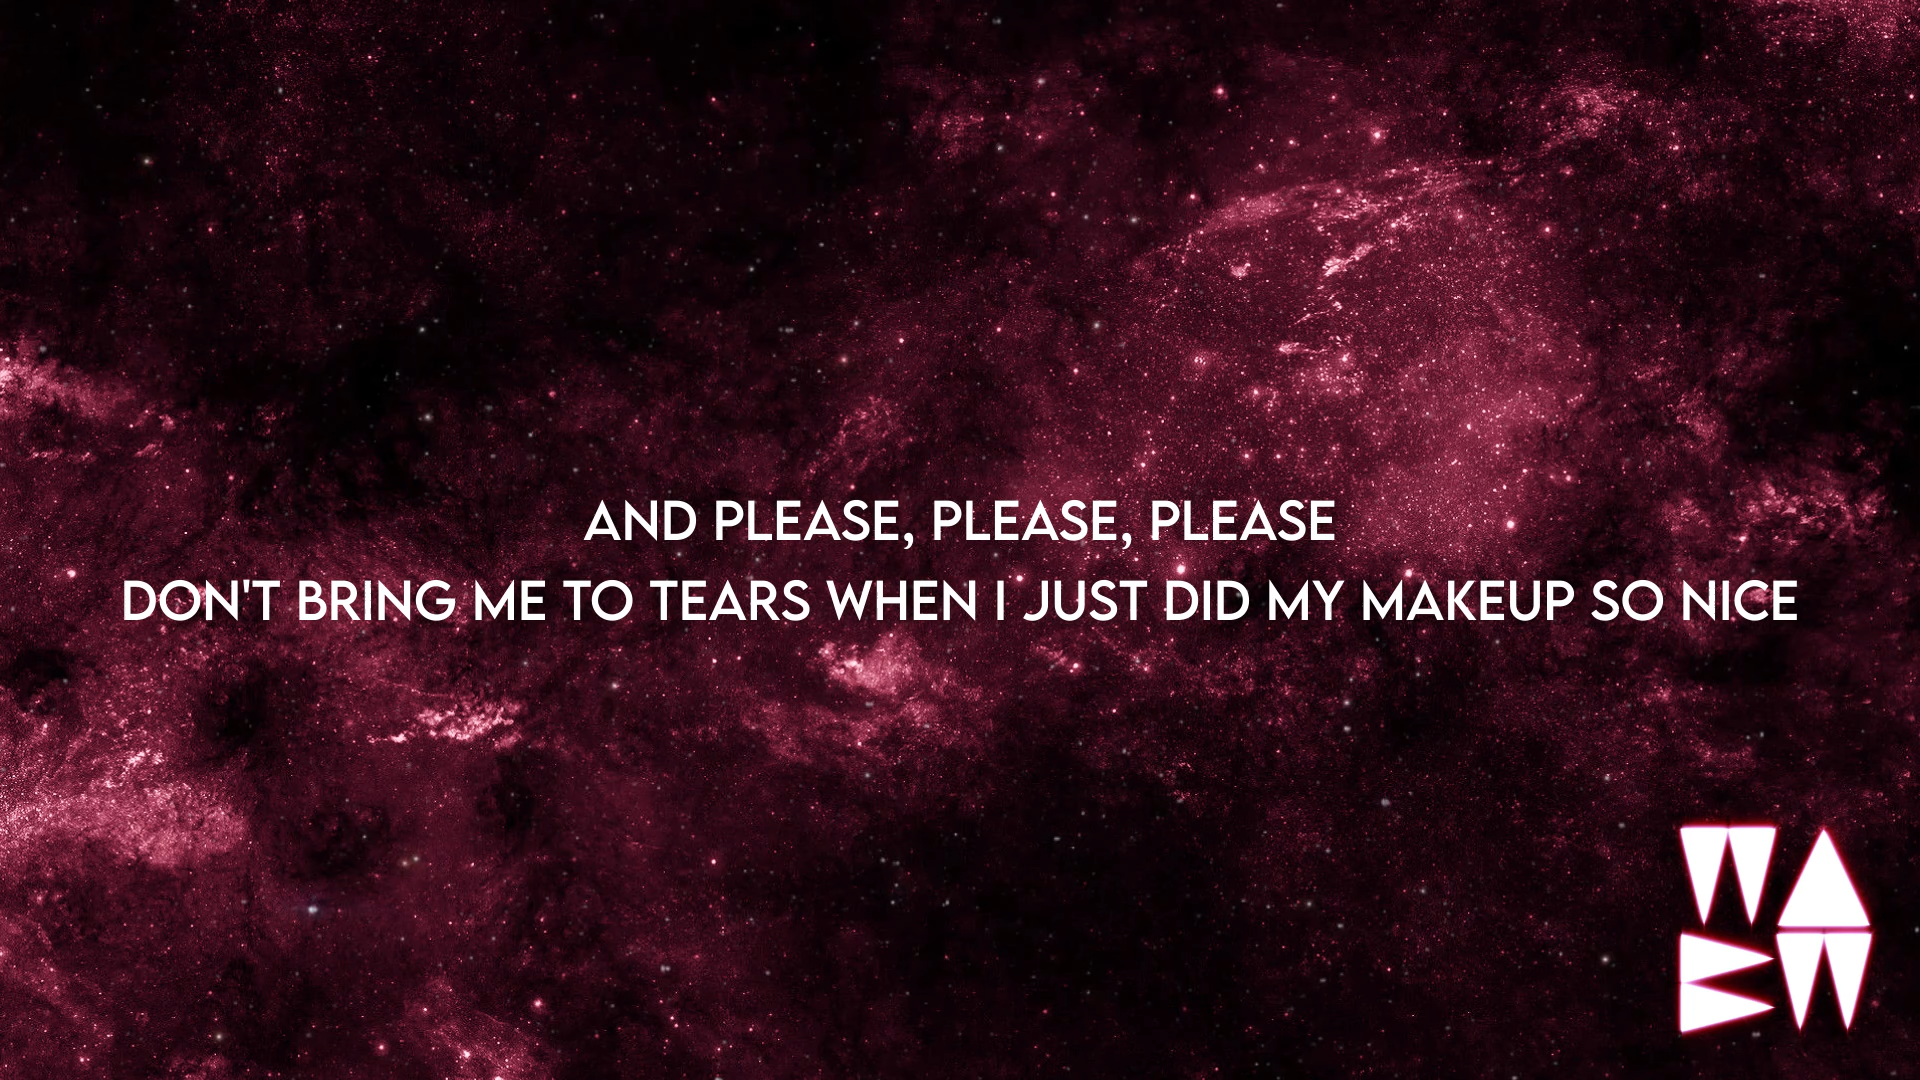 AND PLEASE, PLEASE, PLEASE
DON'T BRING ME TO TEARS WHEN I JUST DID MY MAKEUP SO NICE